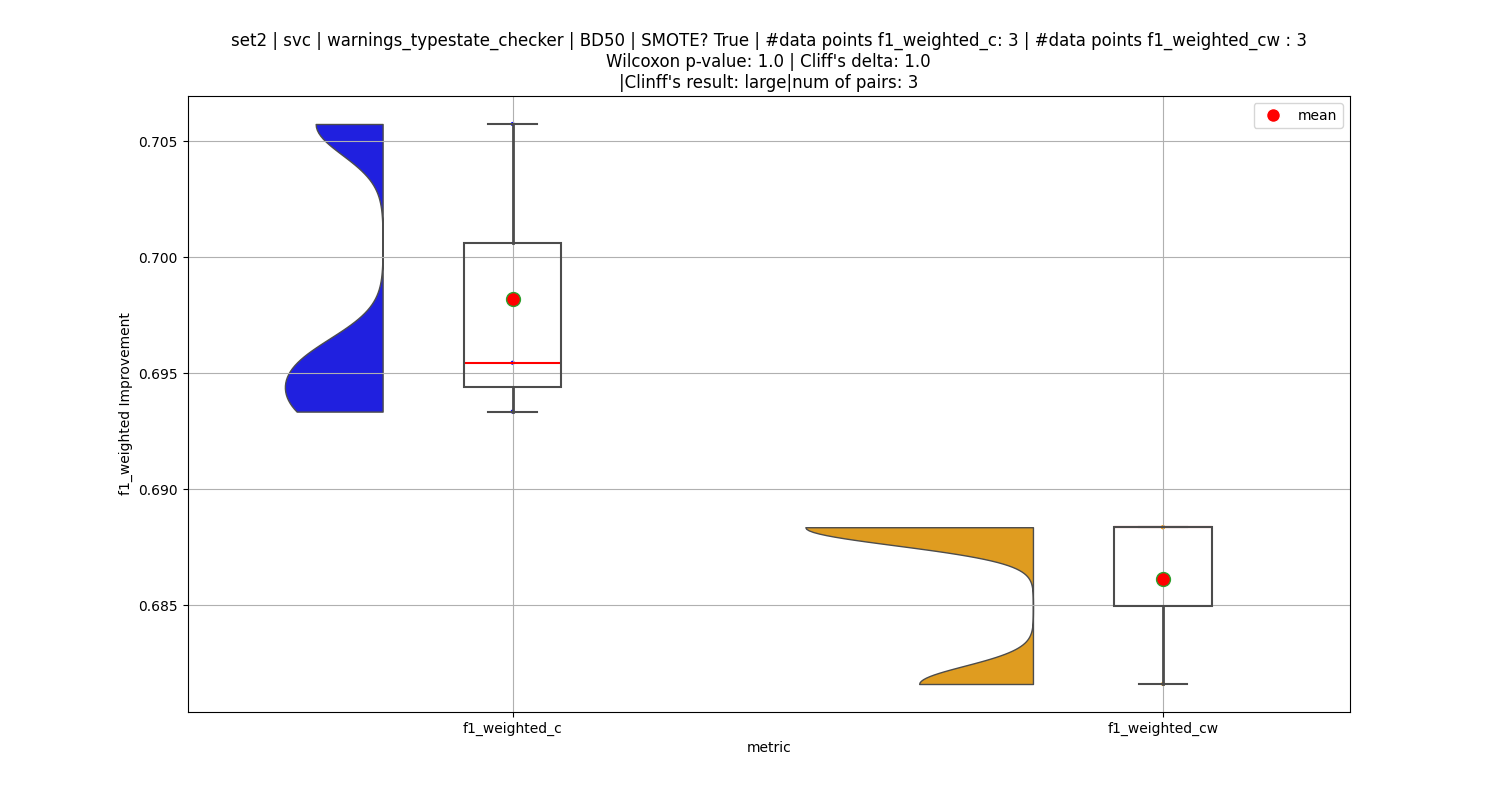 set2 | svc | warnings_typestate_checker | BD50 | SMOTE? True | #data points f1_weighted_c: 3 | #data points f1_weighted_cw : 3
Wilcoxon p-value: 1.0 | Cliff's delta: 1.0
|Clinff's result: large|num of pairs: 3
mean
0.705
0.700
0.695
0.690
0.685
f1_weighted Improvement
f1_weighted_c
f1_weighted_cw
metric